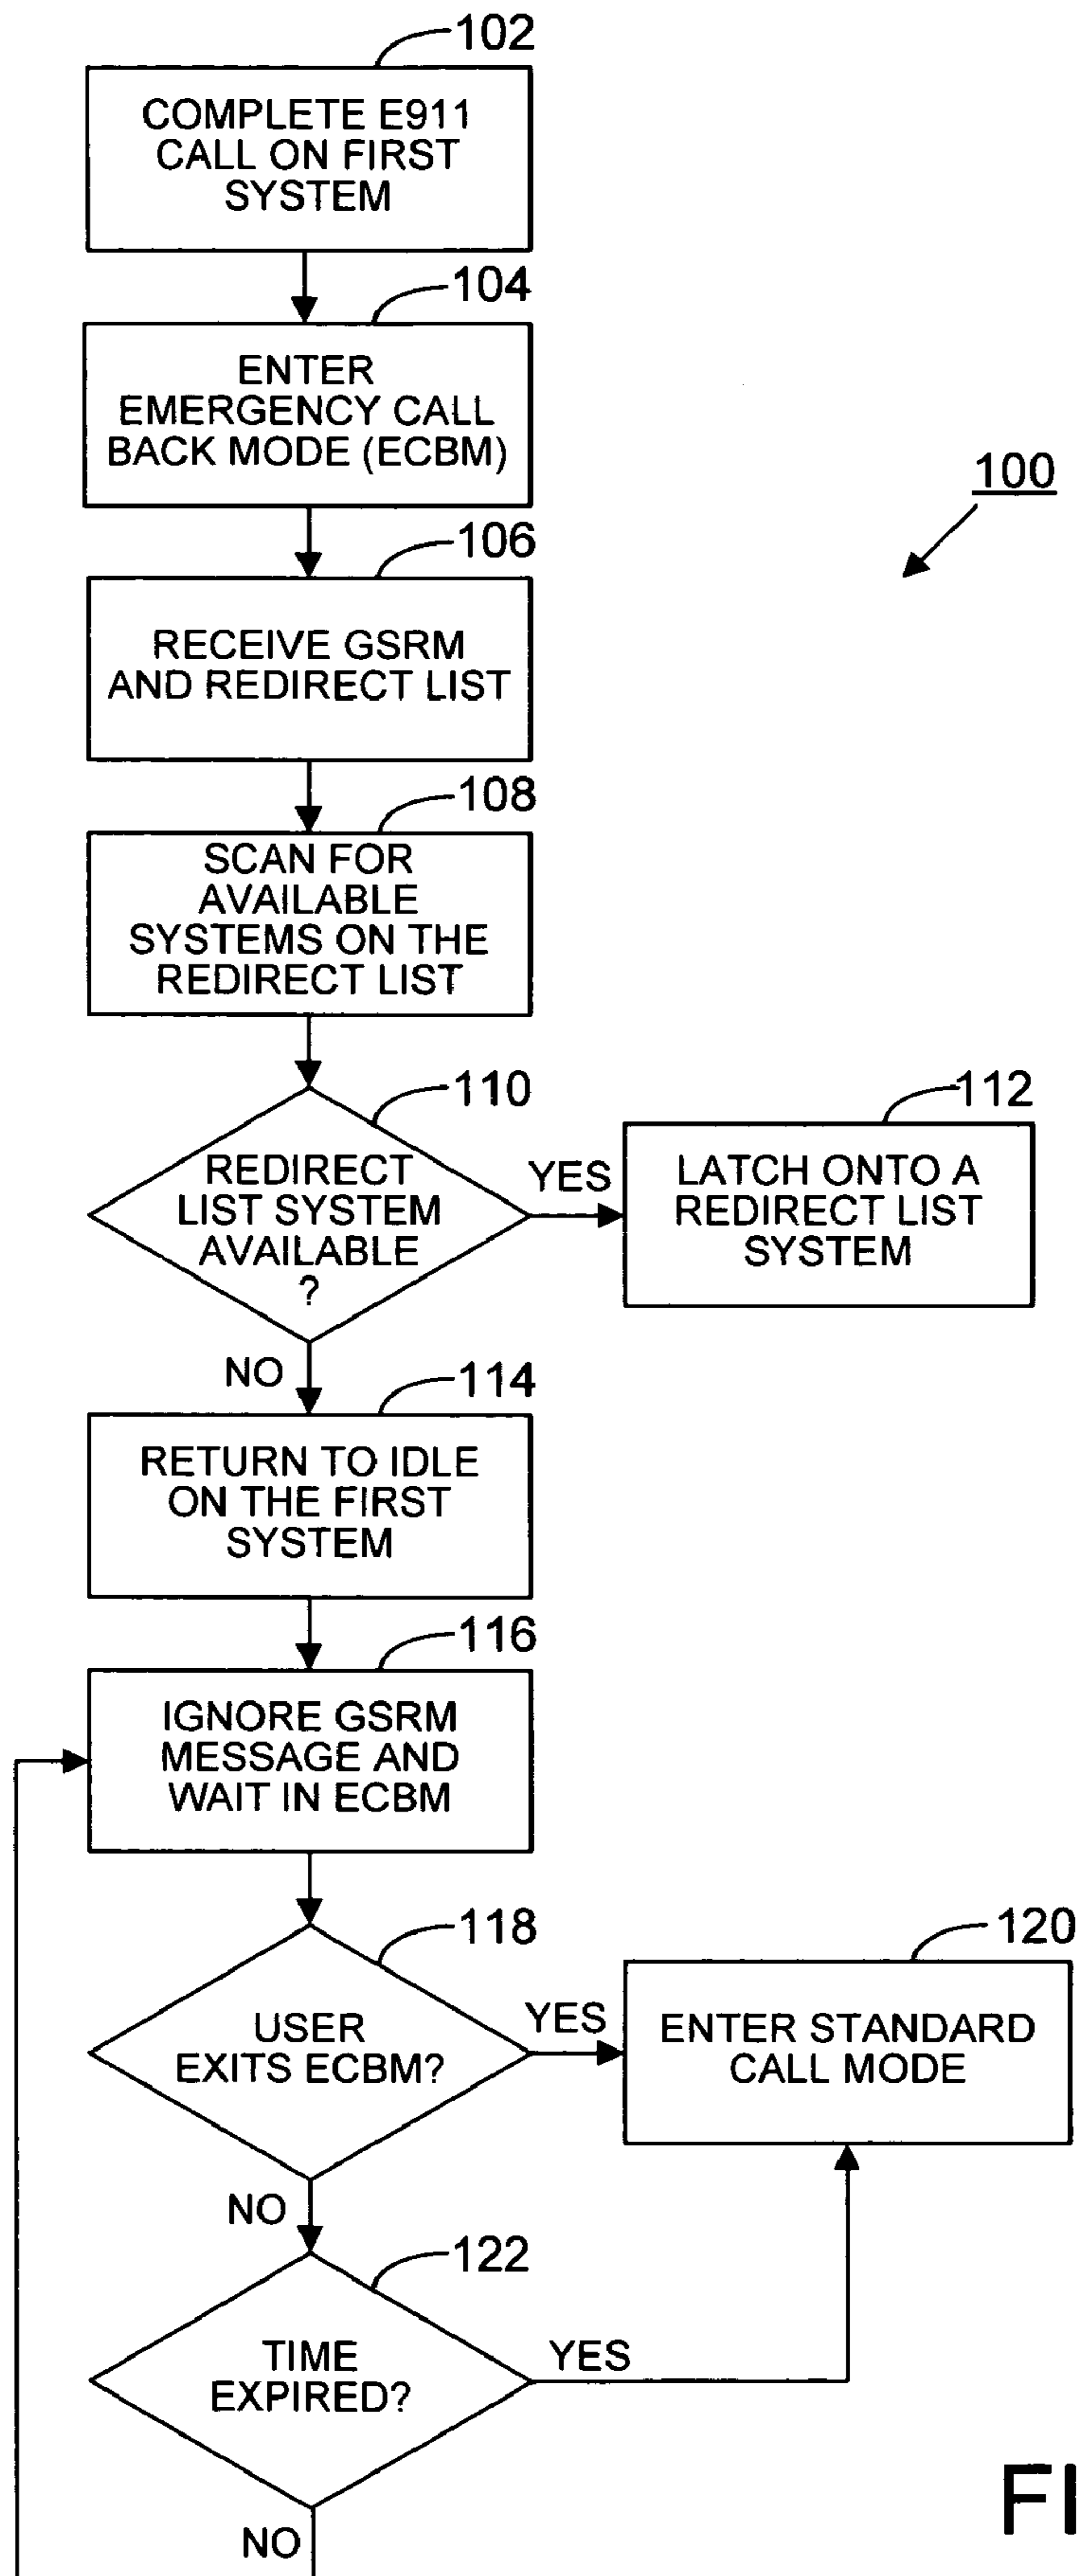 102
COMPLETE E911
CALL ON FIRST
SYSTEM
104
ENTER
EMERGENCY CALL
BACK MODE (ECBM)
100
106
RECEIVE GSRM
AND REDIRECT LIST
108
SCAN FOR
AVAILABLE
SYSTEMS ON THE
REDIRECT LIST
110
REDIRECT
LIST SYSTEM
AVAILABLE
?
YES
112
LATCH ONTO A
REDIRECT LIST
SYSTEM
NO
114
RETURN TO IDLE
ON THE FIRST
SYSTEM
116
IGNORE GSRM
MESSAGE AND
WAIT IN ECBM
118
USER
EXITS ECBM?
YES
120
ENTER STANDARD
CALL MODE
NO
122
TIME
EXPIRED?
YES
NO
FI